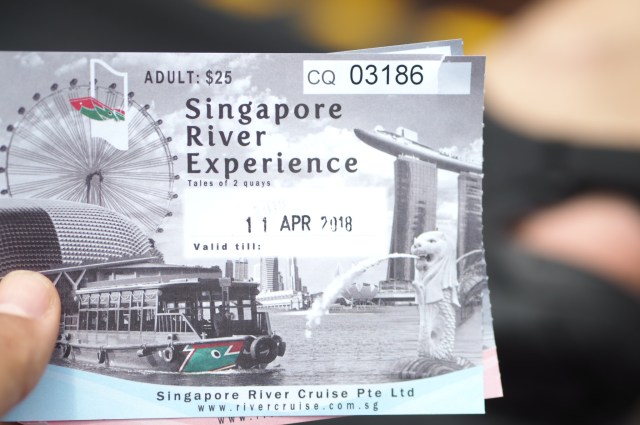 ADULT: $25
CQ 03186
Singapore
River
Experience
Tales of 2 quays
11 APR 2018
Valid till:
Singapore River Cruise Pte Ltd
www.rivercruise.com.sg